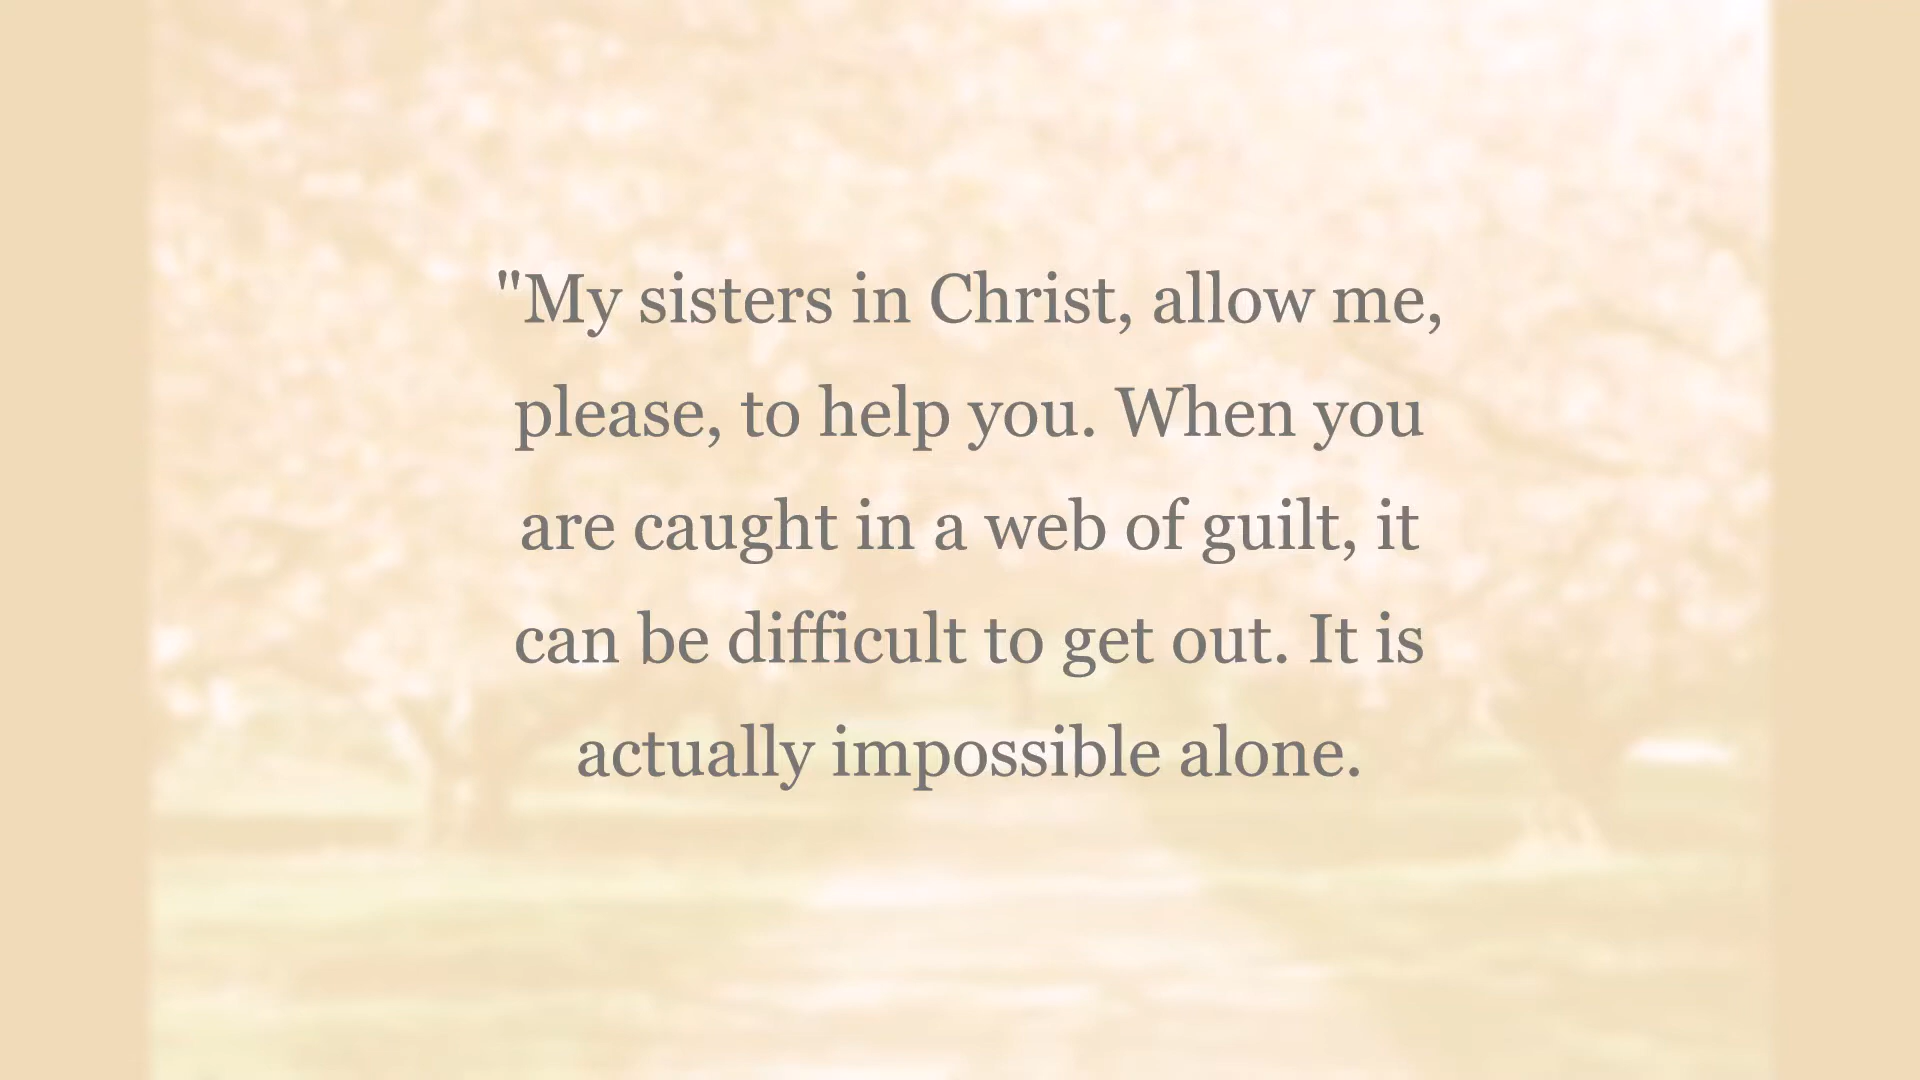 "My sisters in Christ, allow me,
please, to help you. When you
are caught in a web of guilt, it
can be difficult to get out. It is
actually impossible alone.